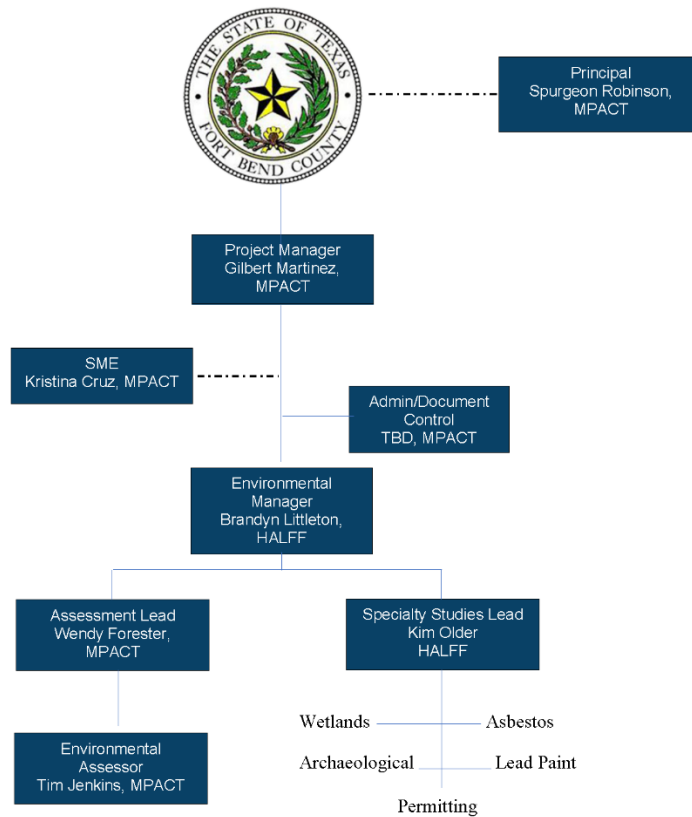 THE STATE OF TEXAS
FORT BEND COUNTY
Principal
Spurgeon Robinson,
MPACT
Project Manager
Gilbert Martinez,
MPACT
SME
Kristina Cruz, MPACT
Admin/Document
Control
TBD, MPACT
Environmental
Manager
Brandyn Littleton,
HALFF
Assessment Lead
Wendy Forester,
MPACT
Specialty Studies Lead
Kim Older
HALFF
Environmental
Assessor
Tim Jenkins, MPACT
Wetlands
Asbestos
Archaeological
Lead Paint
Permitting